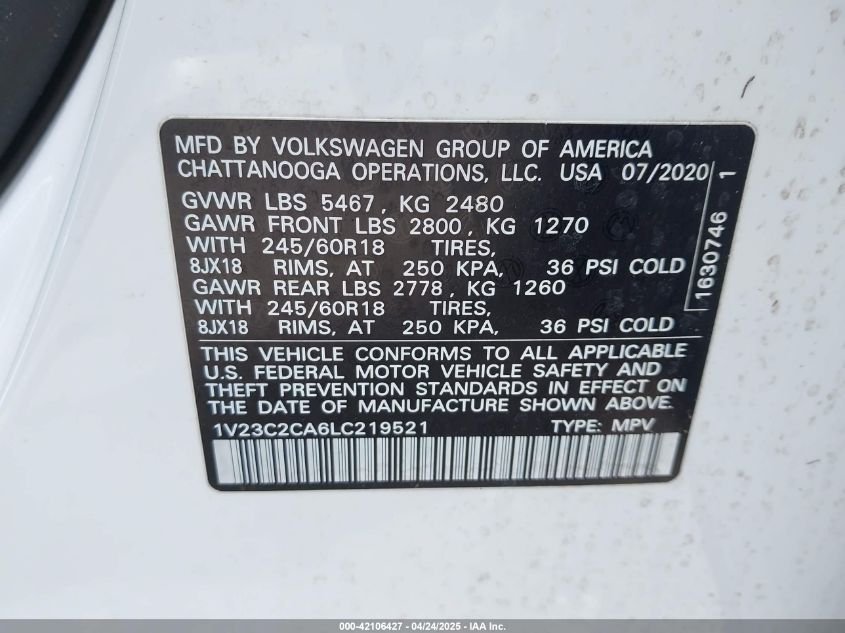 MFD BY VOLKSWAGEN GROUP OF AMERICA
CHATTANOOGA OPERATIONS, LLC. USA 07/2020
GVWR LBS 5467, KG 2480
GAWR FRONT LBS 2800, KG 1270
WITH 245/60R18 TIRES,
8JX18 RIMS, AT 250 KPA, 36 PSI COLD
GAWR REAR LBS 2778, KG 1260
WITH 245/60R18 TIRES,
8JX18 RIMS, AT 250 KPA, 36 PSI COLD
1630746 1
THIS VEHICLE CONFORMS TO ALL APPLICABLE
U.S. FEDERAL MOTOR VEHICLE SAFETY AND
THEFT PREVENTION STANDARDS IN EFFECT ON
THE DATE OF MANUFACTURE SHOWN ABOVE.
1V23C2CA6LC219521 TYPE: MPV
000-42106427 - 04/24/2025 - IAA Inc.